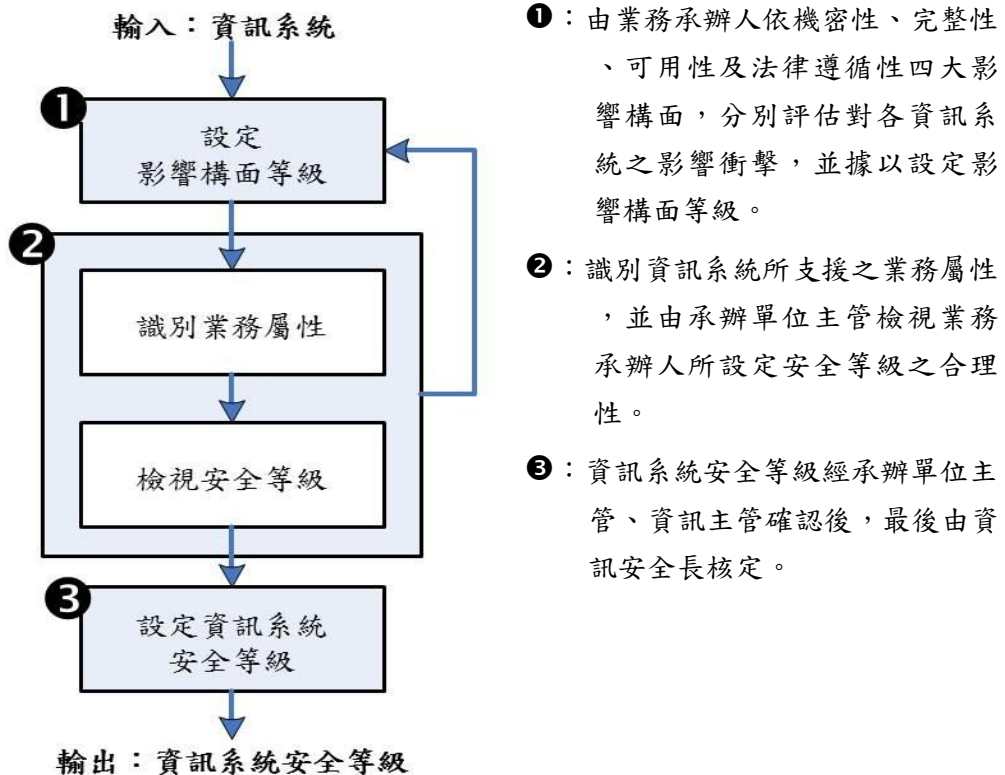 輸入：資訊系統
❶
設定
影響構面等級
❷
識別業務屬性
檢視安全等級
❸
設定資訊系統
安全等級
輸出：資訊系統安全等級
❶：由業務承辦人依機密性、完整性
、可用性及法律遵循性四大影
響構面，分別評估對各資訊系
統之影響衝擊，並據以設定影
響構面等級。
❷：識別資訊系統所支援之業務屬性
，並由承辦單位主管檢視業務
承辦人所設定安全等級之合理
性。
❸：資訊系統安全等級經承辦單位主
管、資訊主管確認後，最後由資
訊安全長核定。